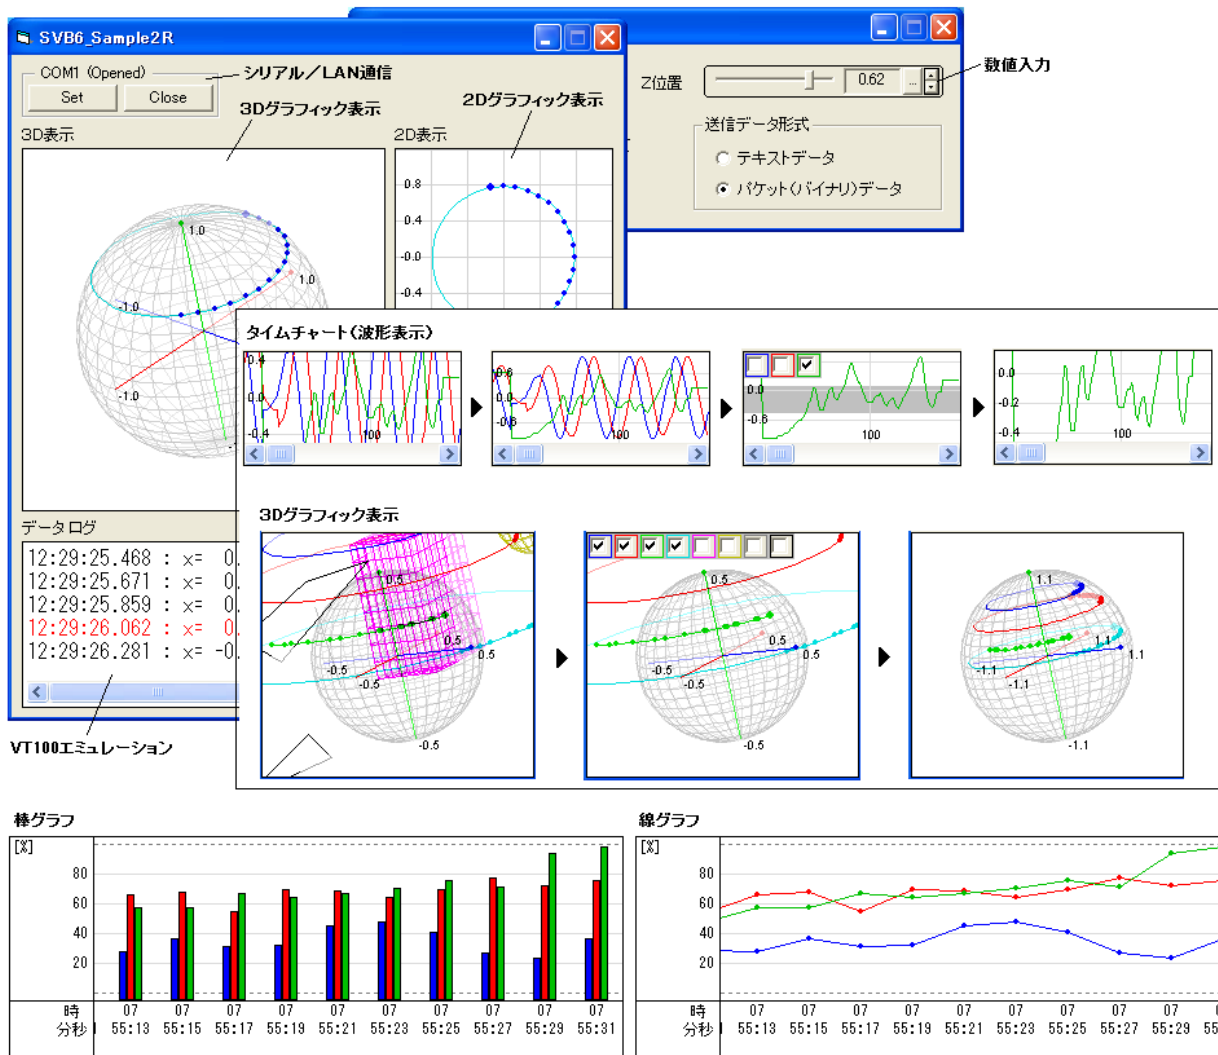 SVB6_Sample2R
COM1 (Opened)
Set
Close
シリアル／LAN通信
3Dグラフィック表示
2Dグラフィック表示
3D表示
2D表示
1.0
1.0
-1.0
-1.0
0.8
0.4
-0.0
-0.4
Z位置
0.62
...
数値入力
送信データ形式
テキストデータ
パケット(バイナリ)データ
データログ
12:29:25.468 : x=  0.
12:29:25.671 : x=  0.
12:29:25.859 : x=  0.
12:29:26.062 : x=  0.
12:29:26.281 : x= -0.
VT100エミュレーション
タイムチャート(波形表示)
0.4
0.0
-0.4
100
0.6
0.0
-0.6
100
0.0
-0.6
100
0.0
-0.2
-0.4
100
3Dグラフィック表示
0.5
0.5
0.5
-0.5
-0.5
-0.5
0.5
0.5
0.5
-0.5
-0.5
-0.5
1.1
1.1
1.1
-1.1
-1.1
-1.1
棒グラフ
[%]
80
60
40
20
時 07 07 07 07 07 07 07 07 07 07
分秒 55:13 55:15 55:17 55:19 55:21 55:23 55:25 55:27 55:29 55:31
線グラフ
[%]
80
60
40
20
時 07 07 07 07 07 07 07 07 07
分秒 55:13 55:15 55:17 55:19 55:21 55:23 55:25 55:27 55:29 55